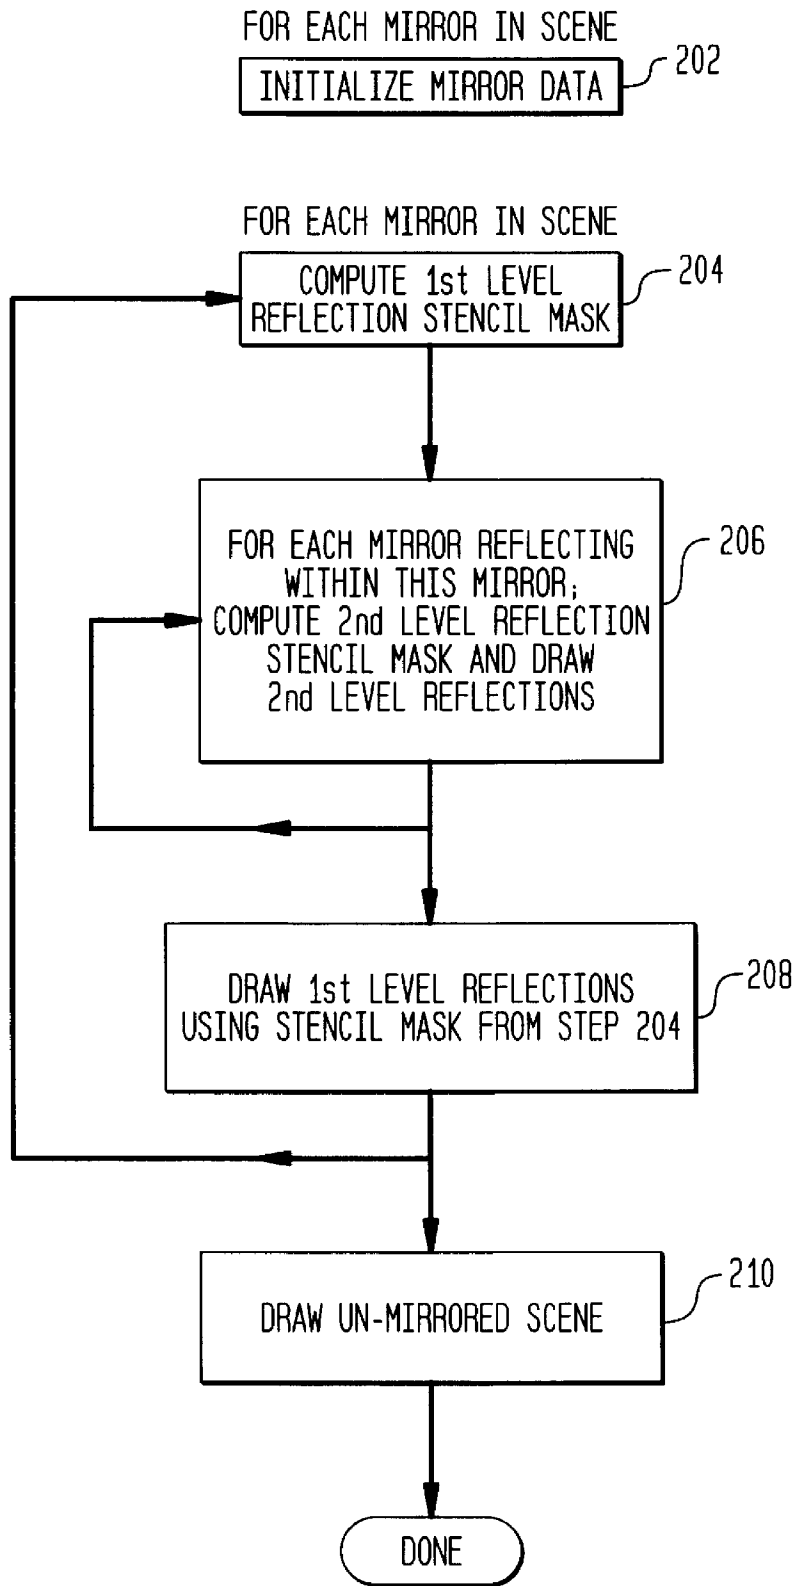 FOR EACH MIRROR IN SCENE
INITIALIZE MIRROR DATA
202
FOR EACH MIRROR IN SCENE
COMPUTE 1st LEVEL
REFLECTION STENCIL MASK
204
FOR EACH MIRROR REFLECTING
WITHIN THIS MIRROR;
COMPUTE 2nd LEVEL REFLECTION
STENCIL MASK AND DRAW
2nd LEVEL REFLECTIONS
206
DRAW 1st LEVEL REFLECTIONS
USING STENCIL MASK FROM STEP 204
208
DRAW UN-MIRRORED SCENE
210
DONE